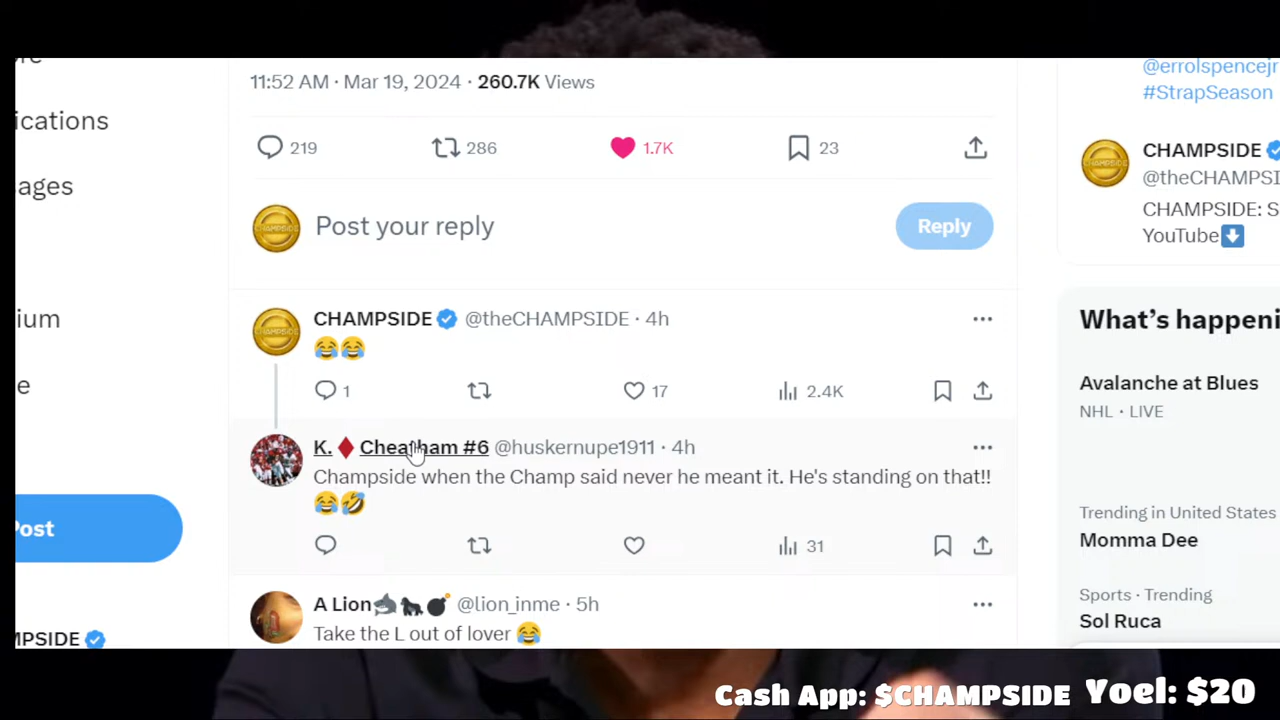 ications
ages
ium
e
Post
MPSIDE
11:52 AM · Mar 19, 2024 · 260.7K Views
219 286 1.7K 23
Post your reply
Reply
CHAMPSIDE @theCHAMPSIDE · 4h
😂😂
1 17 2.4K
K.♦️Cheatham #6 @huskernupe1911 · 4h
Champside when the Champ said never he meant it. He's standing on that!!
😂🤣
31
A Lion🦈🦍💣 @lion_inme · 5h
Take the L out of lover 😂
@errolspencejr
#StrapSeason
CHAMPSIDE
@theCHAMPSI
CHAMPSIDE: S
YouTube⬇️
What's happeni
Avalanche at Blues
NHL · LIVE
Trending in United States
Momma Dee
Sports · Trending
Sol Ruca
Cash App: $CHAMPSIDE Yoel: $20